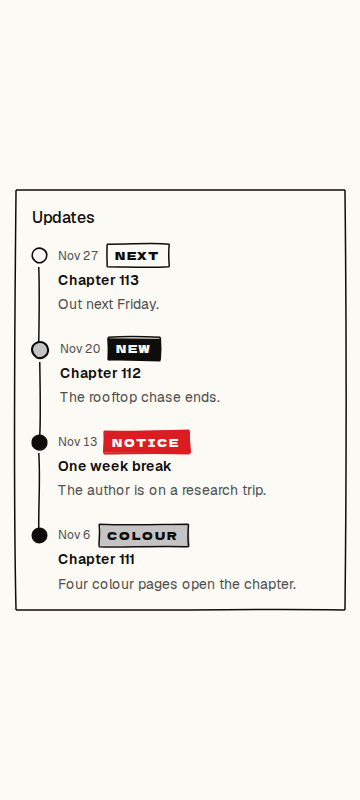 Updates
Nov 27 NEXT
Chapter 113
Out next Friday.
Nov 20 NEW
Chapter 112
The rooftop chase ends.
Nov 13 NOTICE
One week break
The author is on a research trip.
Nov 6 COLOUR
Chapter 111
Four colour pages open the chapter.